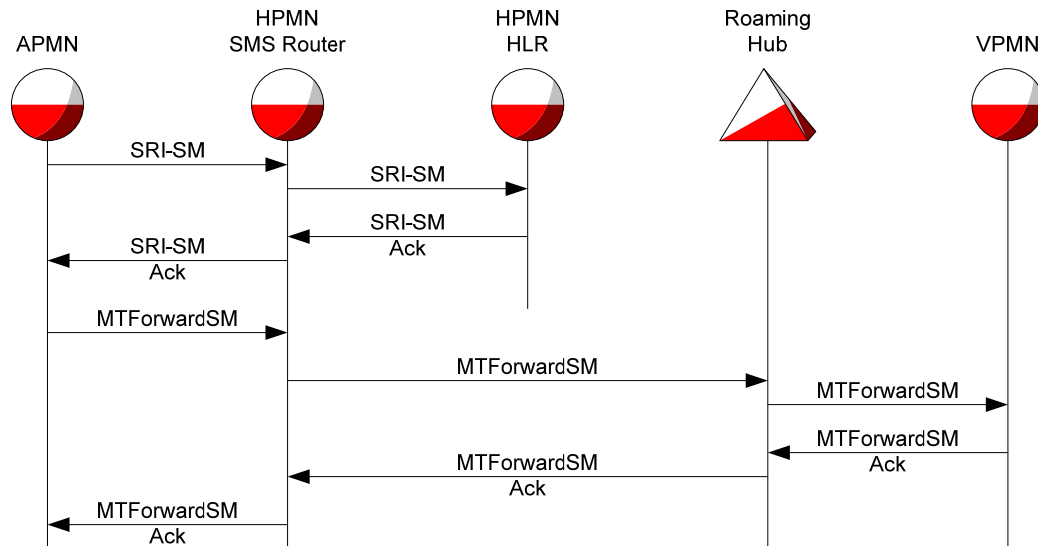 APMN
HPMN
SMS Router
HPMN
HLR
Roaming
Hub
VPMN
SRI-SM
SRI-SM
SRI-SM
Ack
SRI-SM
Ack
MTForwardSM
MTForwardSM
MTForwardSM
MTForwardSM
Ack
MTForwardSM
Ack
MTForwardSM
Ack